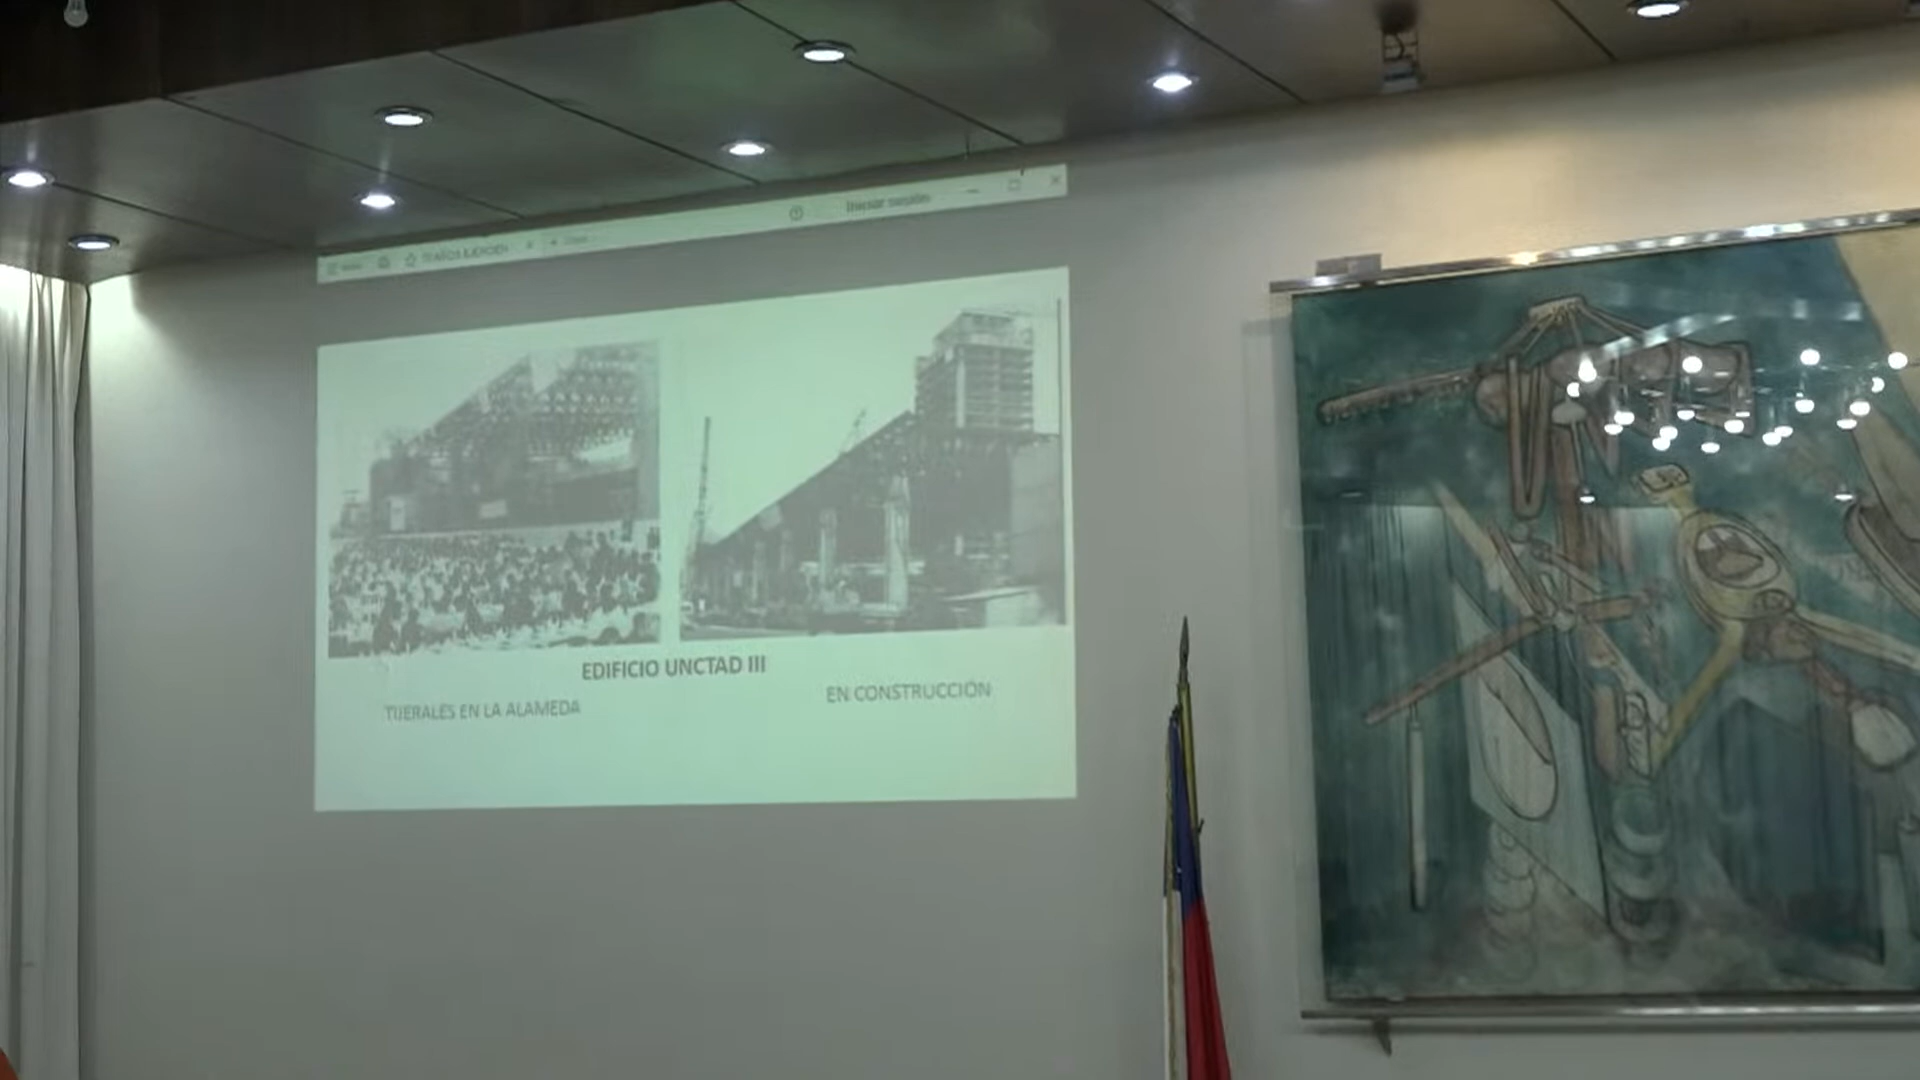 EDIFICIO UNCTAD III
TIJERALES EN LA ALAMEDA
EN CONSTRUCCIÓN